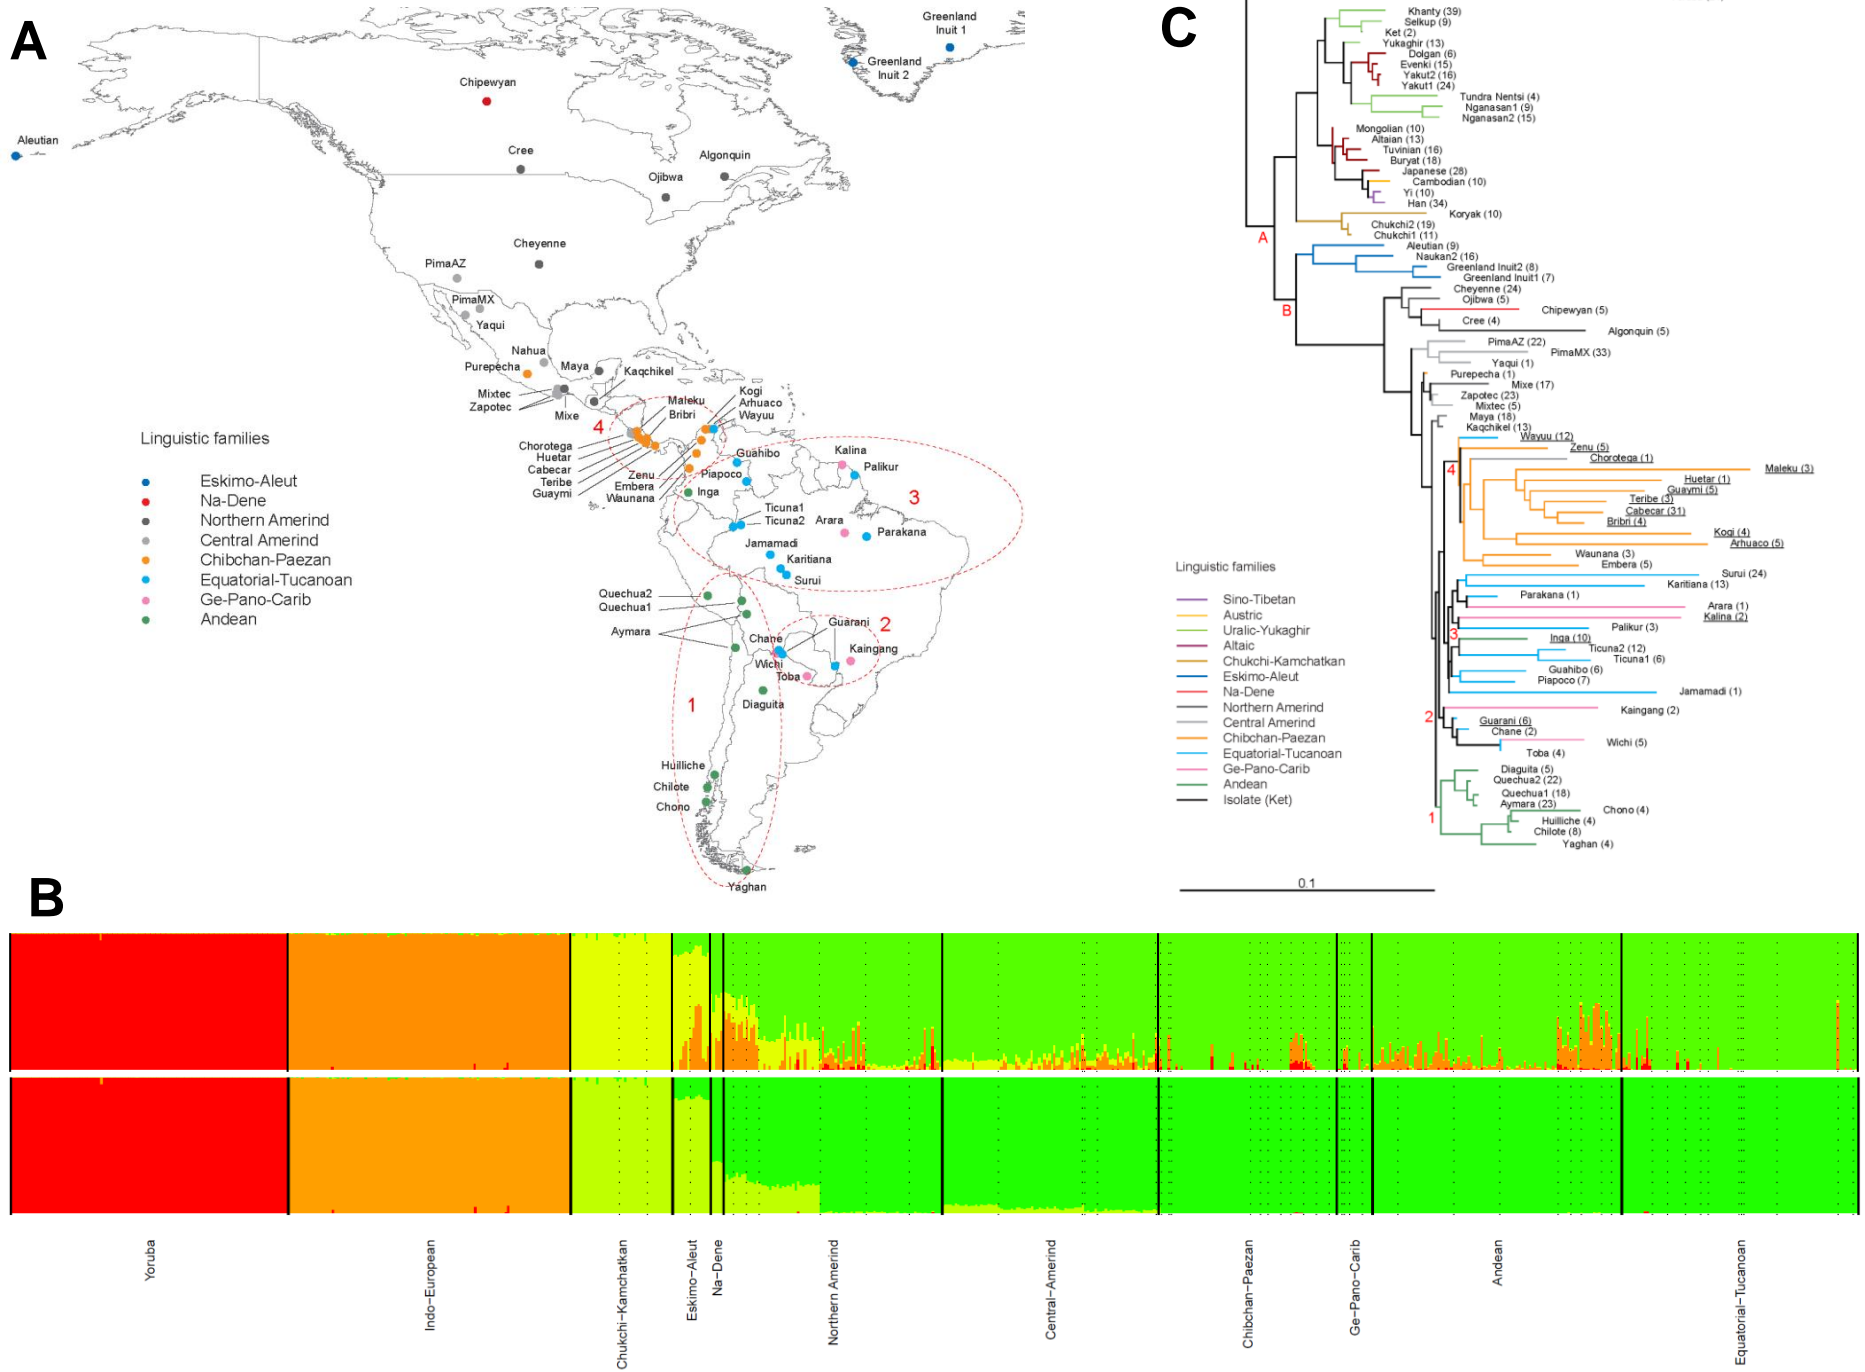 A
Greenland
Inuit 1
Greenland
Inuit 2
Chipewyan
Aleutian
Cree
Algonquin
Ojibwa
Cheyenne
PimaAZ
PimaMX
Yaqui
Nahua
Purepecha
Maya
Kaqchikel
Mixtec
Zapotec
Mixe
Maleku
Bribri
Kogi
Arhuaco
Wayuu
4
Chorotega
Huetar
Cabecar
Teribe
Guaymi
Zenu
Embera
Waunana
Guahibo
Piapoco
Inga
Kalina
Palikur
3
Ticuna1
Ticuna2
Arara
Parakana
Jamamadi
Karitiana
Surui
Quechua2
Quechua1
Aymara
Guarani
2
Chane
Kaingang
Wichi
Toba
1
Diaguita
Huilliche
Chilote
Chono
Yaghan
Linguistic families
Eskimo-Aleut
Na-Dene
Northern Amerind
Central Amerind
Chibchan-Paezan
Equatorial-Tucanoan
Ge-Pano-Carib
Andean
C
Khanty (39)
Selkup (9)
Ket (2)
Yukaghir (13)
Dolgan (6)
Evenki (15)
Yakut2 (16)
Yakut1 (24)
Tundra Nentsi (4)
Nganasan1 (9)
Nganasan2 (15)
Mongolian (10)
Altaian (13)
Tuvinian (16)
Buryat (18)
Japanese (28)
Cambodian (10)
Yi (10)
Han (34)
Koryak (10)
Chukchi2 (19)
Chukchi1 (11)
A
Aleutian (9)
Naukan2 (16)
Greenland Inuit2 (8)
Greenland Inuit1 (7)
B
Cheyenne (24)
Ojibwa (5)
Chipewyan (5)
Cree (4)
Algonquin (5)
PimaAZ (22)
PimaMX (33)
Yaqui (1)
Purepecha (1)
Mixe (17)
Zapotec (23)
Mixtec (5)
Maya (18)
Kaqchikel (13)
Wayuu (12)
Zenu (5)
Chorotega (1)
4
Maleku (3)
Huetar (1)
Guaymi (5)
Teribe (3)
Cabecar (31)
Bribri (4)
Kogi (4)
Arhuaco (5)
Waunana (3)
Embera (5)
Surui (24)
Karitiana (13)
Parakana (1)
Arara (1)
Kalina (2)
Palikur (3)
3
Inga (10)
Ticuna2 (12)
Ticuna1 (6)
Guahibo (6)
Piapoco (7)
Jamamadi (1)
Kaingang (2)
2
Guarani (6)
Chane (2)
Wichi (5)
Toba (4)
Diaguita (5)
Quechua2 (22)
Quechua1 (18)
Aymara (23)
Chono (4)
1
Huilliche (4)
Chilote (8)
Yaghan (4)
0.1
Linguistic families
Sino-Tibetan
Austric
Uralic-Yukaghir
Altaic
Chukchi-Kamchatkan
Eskimo-Aleut
Na-Dene
Northern Amerind
Central Amerind
Chibchan-Paezan
Equatorial-Tucanoan
Ge-Pano-Carib
Andean
Isolate (Ket)
B
Yoruba
Indo-European
Chukchi-Kamchatkan
Eskimo-Aleut
Na-Dene
Northern Amerind
Central-Amerind
Chibchan-Paezan
Ge-Pano-Carib
Andean
Equatorial-Tucanoan